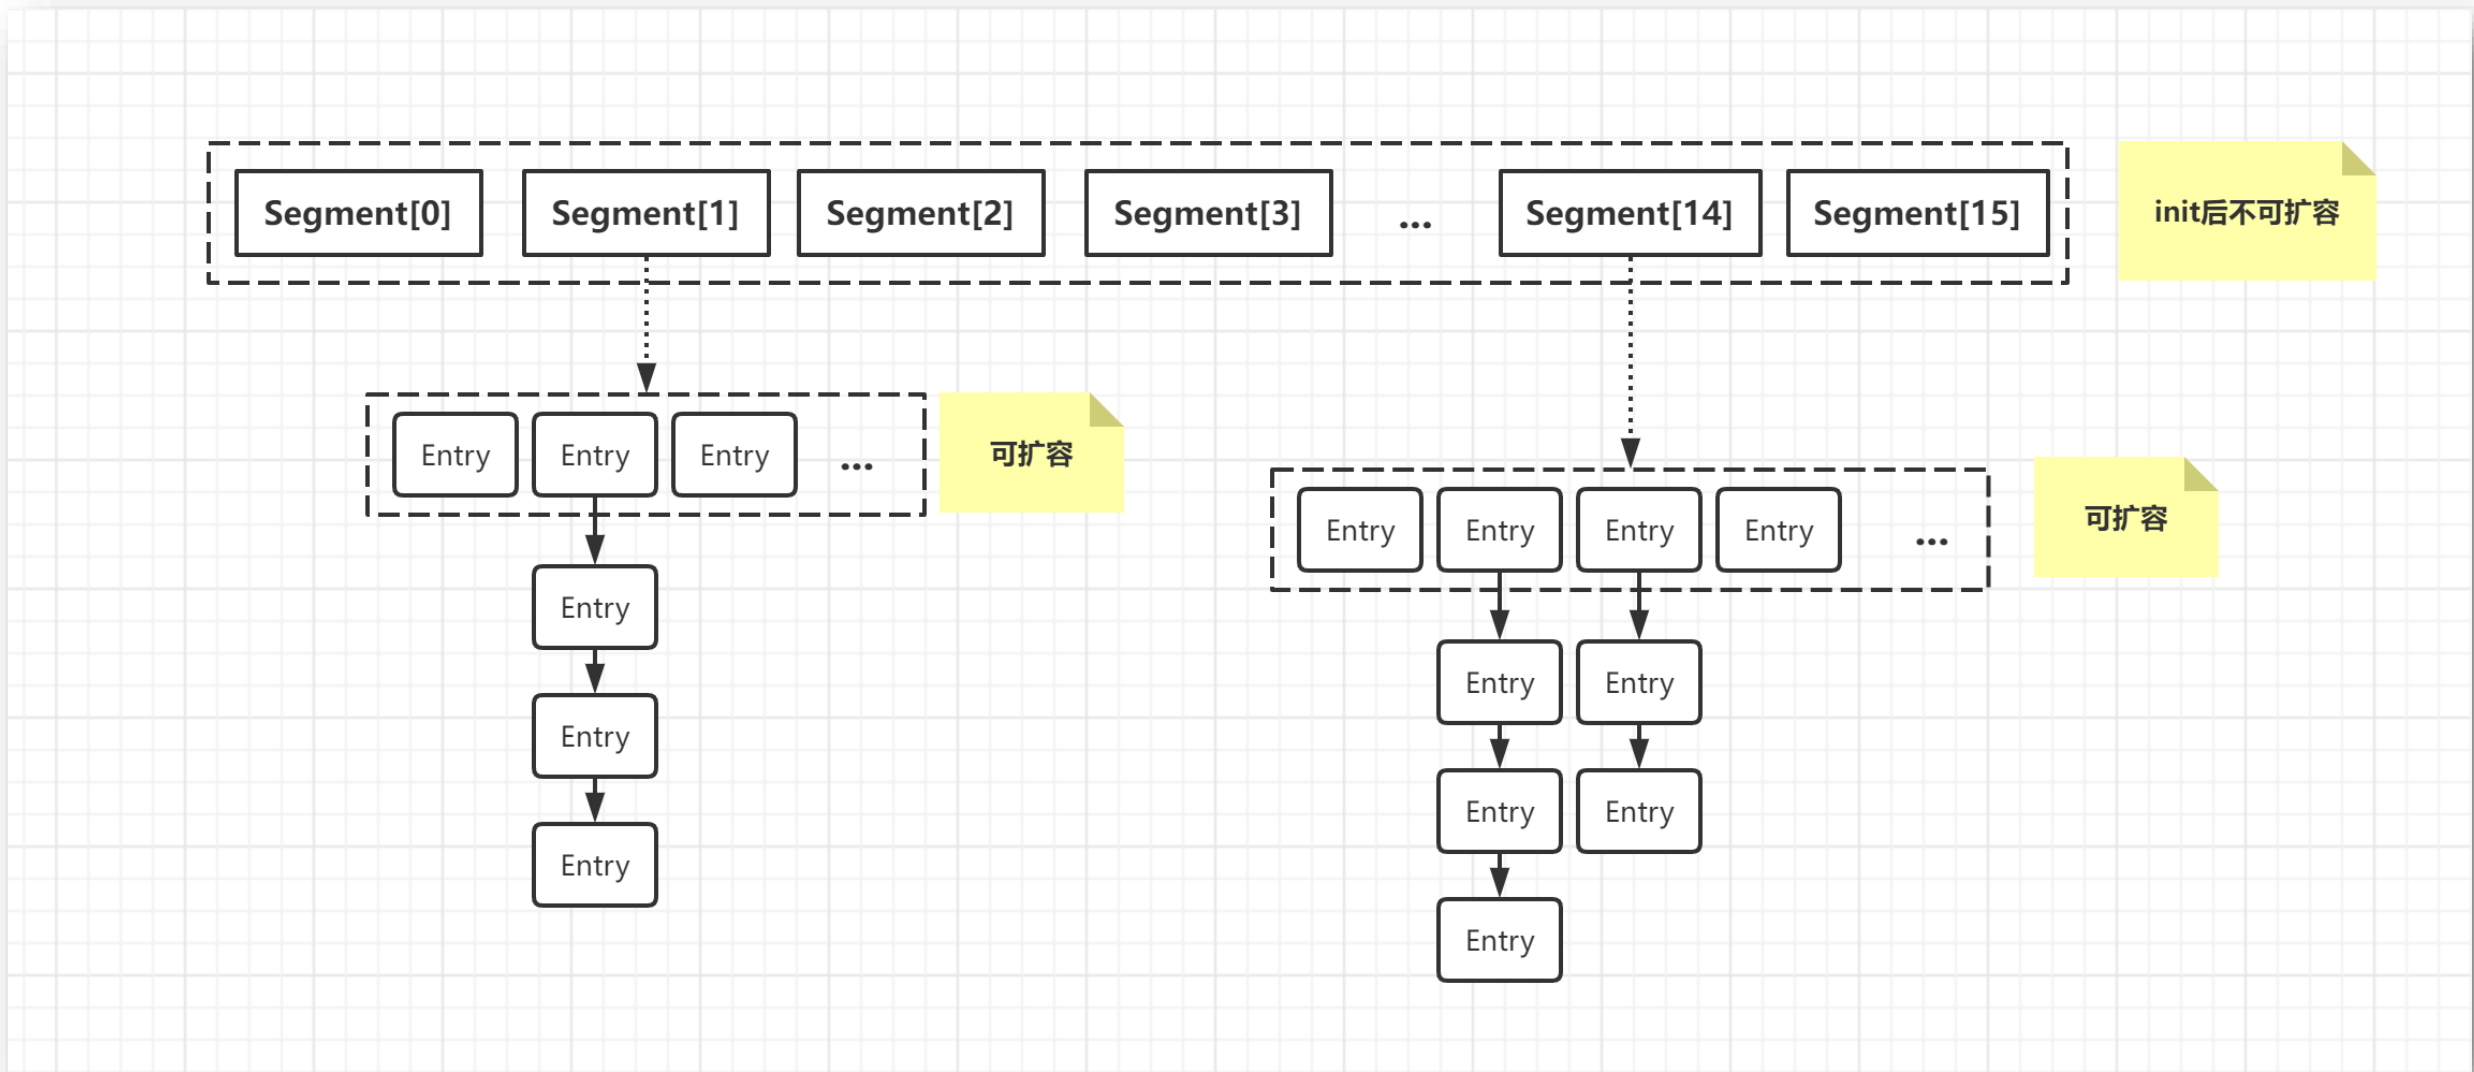 Segment[0]
Segment[1]
Segment[2]
Segment[3]
...
Segment[14]
Segment[15]
init后不可扩容
Entry
Entry
Entry
...
可扩容
Entry
Entry
Entry
Entry
Entry
Entry
Entry
...
可扩容
Entry
Entry
Entry
Entry
Entry